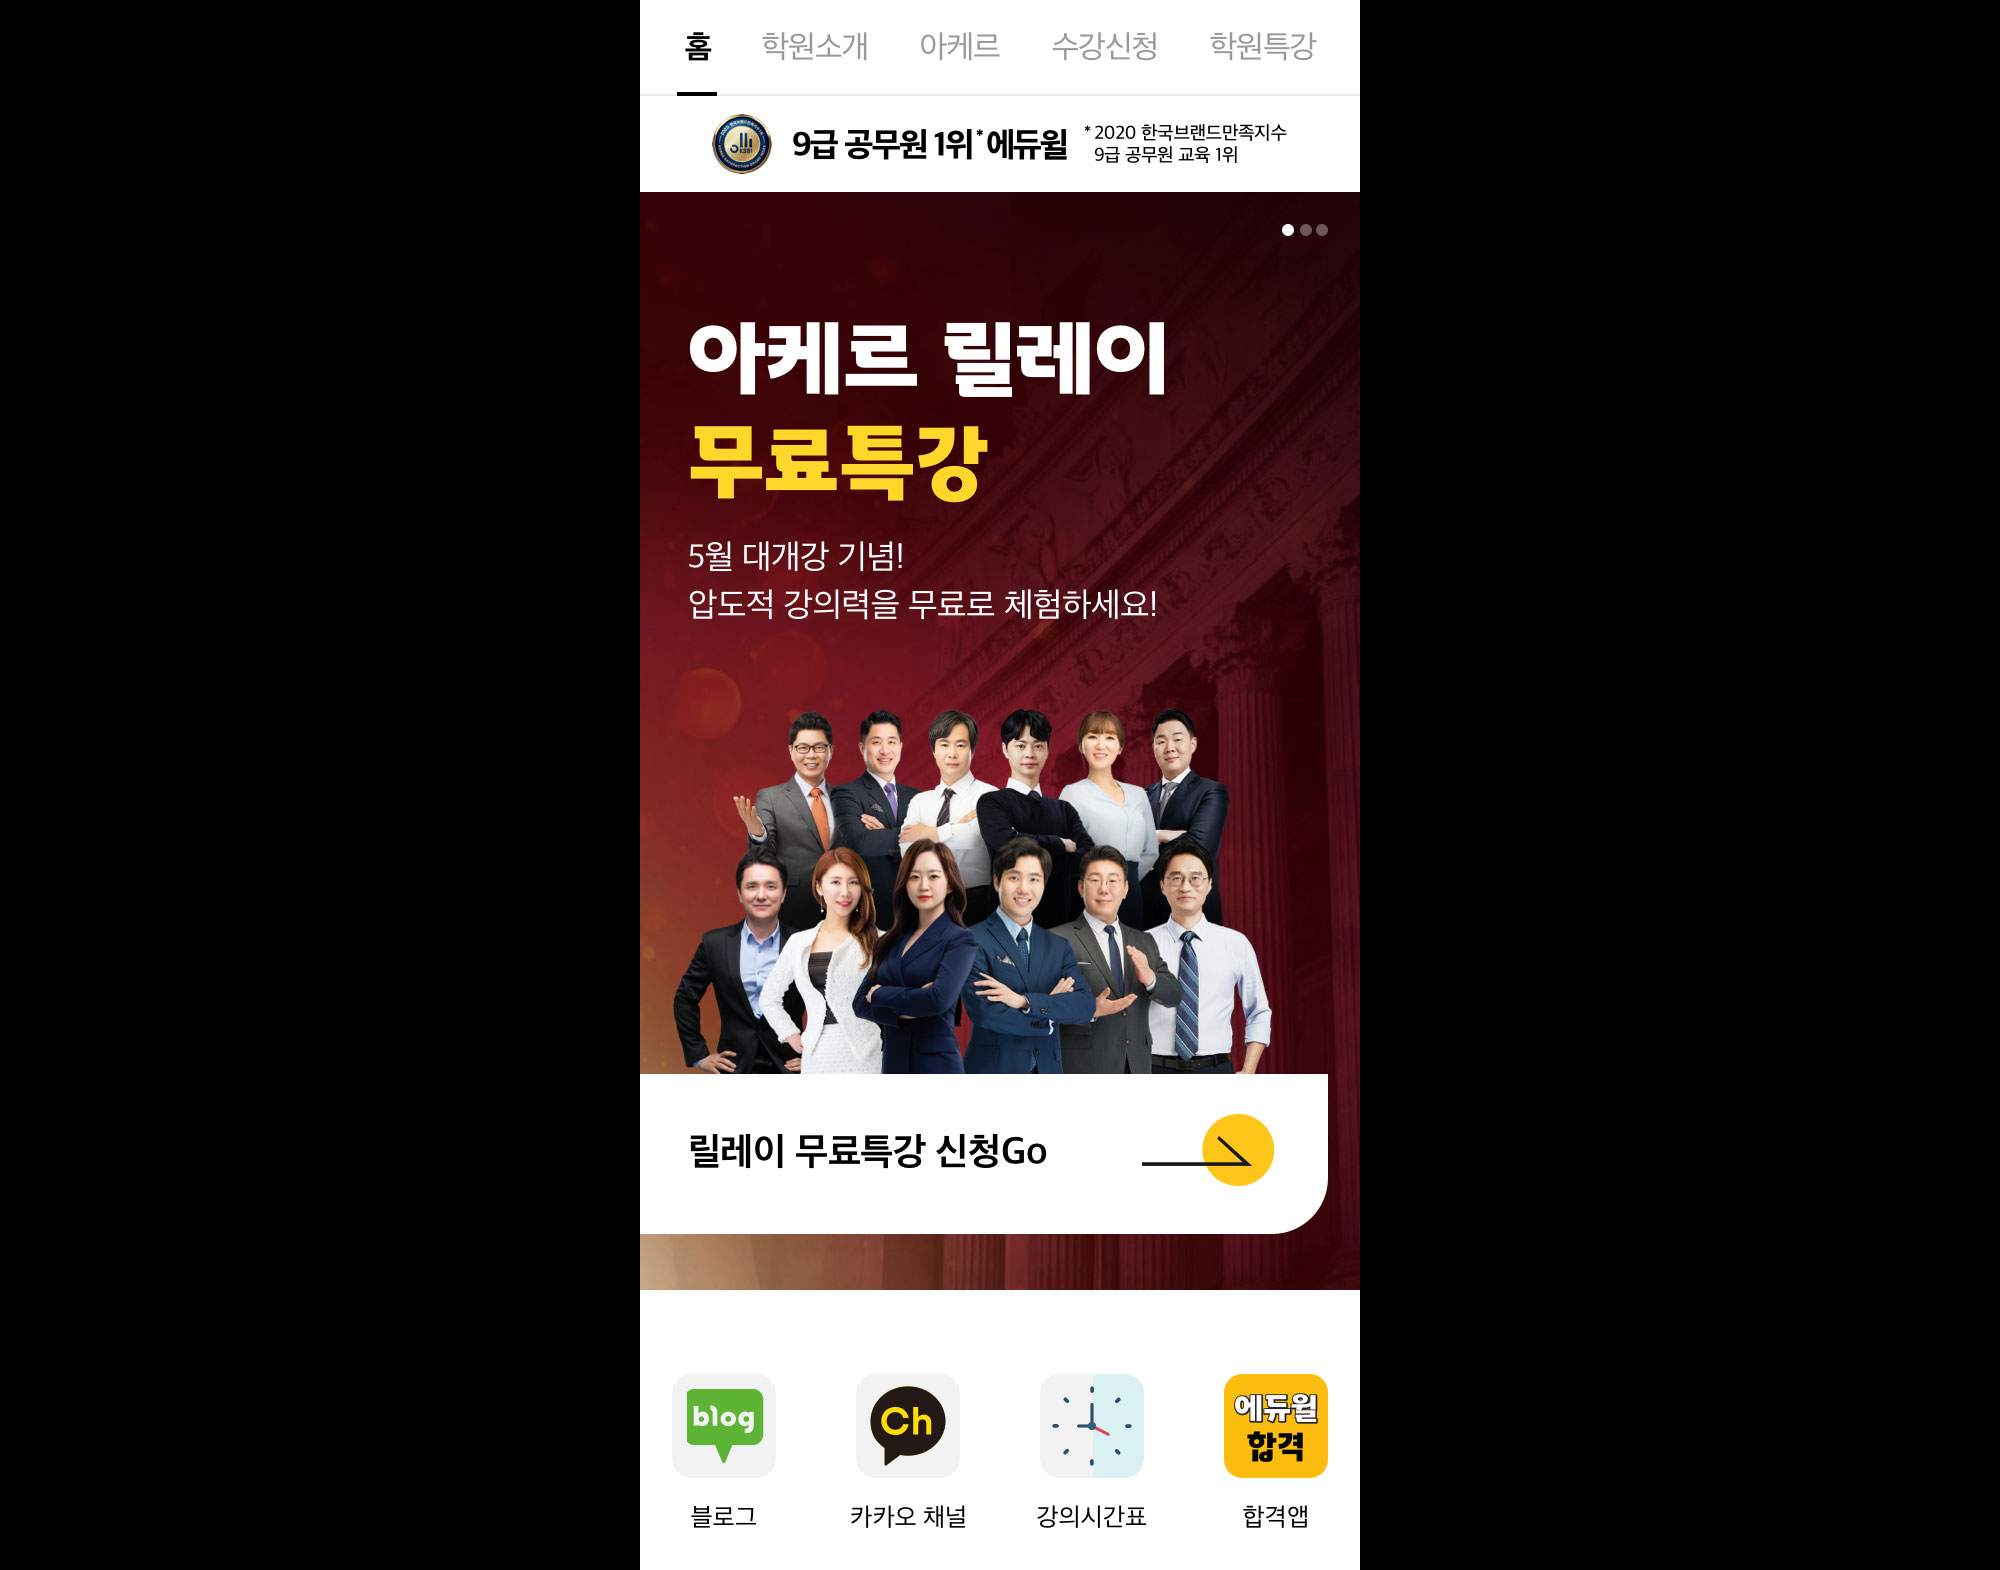 홈 학원소개 아케르 수강신청 학원특강
KSBI
9급 공무원 1위* 에듀윌
* 2020 한국브랜드만족지수
9급 공무원 교육 1위
아케르 릴레이
무료특강
5월 대개강 기념!
압도적 강의력을 무료로 체험하세요!
릴레이 무료특강 신청Go
blog
Ch
에듀윌
합격
블로그 카카오 채널 강의시간표 합격앱